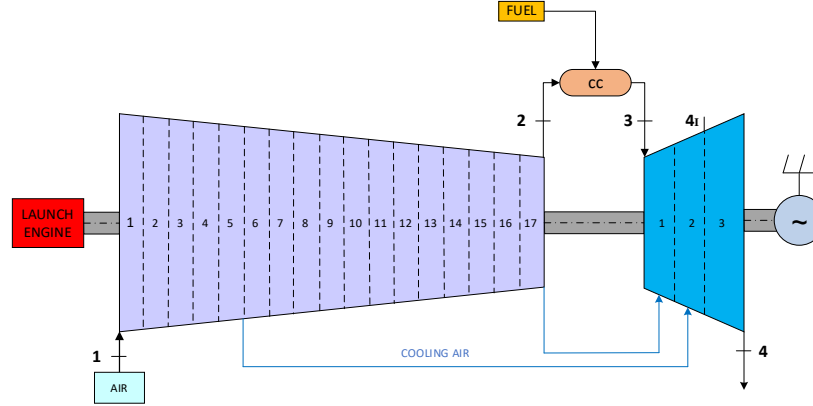 FUEL
CC
2
3
4I
1 2 3 4 5 6 7 8 9 10 11 12 13 14 15 16 17
1 2 3
LAUNCH
ENGINE
~
1
COOLING AIR
4
AIR